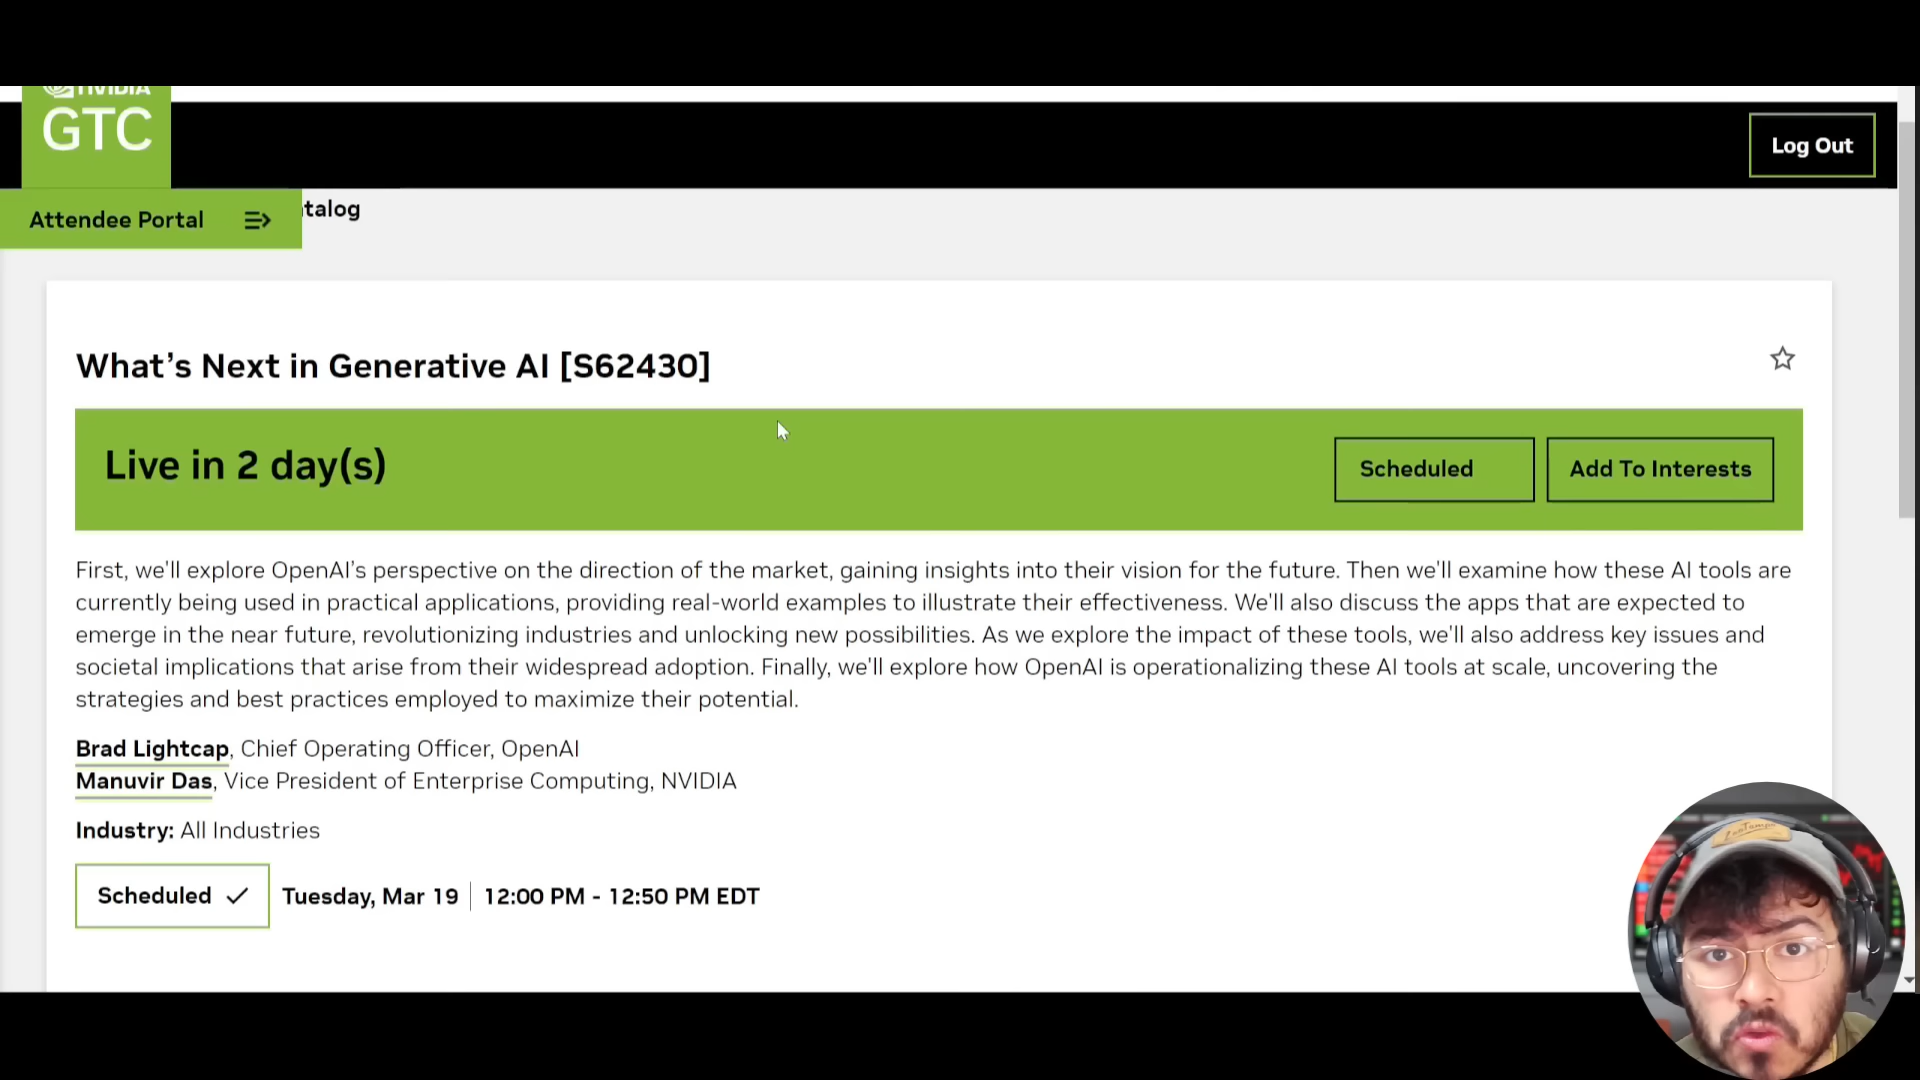 NVIDIA
GTC
Log Out
Attendee Portal
talog
What’s Next in Generative AI [S62430]
Live in 2 day(s)
Scheduled
Add To Interests
First, we'll explore OpenAI’s perspective on the direction of the market, gaining insights into their vision for the future. Then we'll examine how these AI tools are
currently being used in practical applications, providing real-world examples to illustrate their effectiveness. We'll also discuss the apps that are expected to
emerge in the near future, revolutionizing industries and unlocking new possibilities. As we explore the impact of these tools, we'll also address key issues and
societal implications that arise from their widespread adoption. Finally, we'll explore how OpenAI is operationalizing these AI tools at scale, uncovering the
strategies and best practices employed to maximize their potential.
Brad Lightcap, Chief Operating Officer, OpenAI
Manuvir Das, Vice President of Enterprise Computing, NVIDIA
Industry: All Industries
Scheduled
Tuesday, Mar 19 | 12:00 PM - 12:50 PM EDT